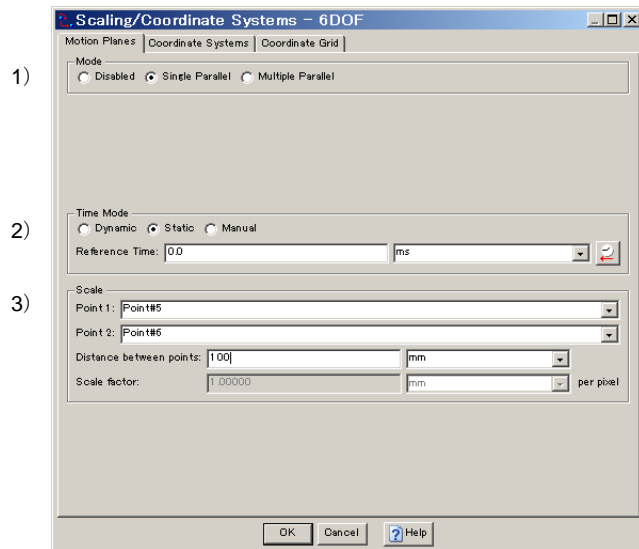 Scaling/Coordinate Systems - 6DOF
Motion Planes Coordinate Systems Coordinate Grid
1)
Mode
Disabled Single Parallel Multiple Parallel
2)
Time Mode
Dynamic Static Manual
Reference Time: 0.0 ms
3)
Scale
Point 1: Point#5
Point 2: Point#6
Distance between points: 100 mm
Scale factor: 1.00000 mm per pixel
OK Cancel ? Help